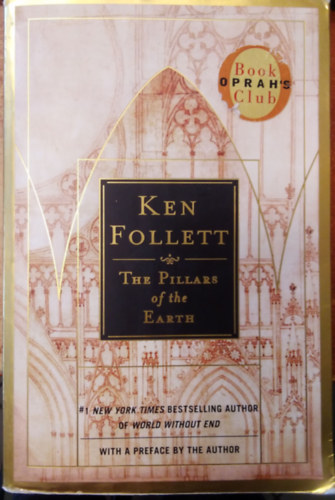 Book
OPRAH'S
Club
KEN
FOLLETT
THE PILLARS
of the
EARTH
#1 NEW YORK TIMES BESTSELLING AUTHOR
OF WORLD WITHOUT END
WITH A PREFACE BY THE AUTHOR